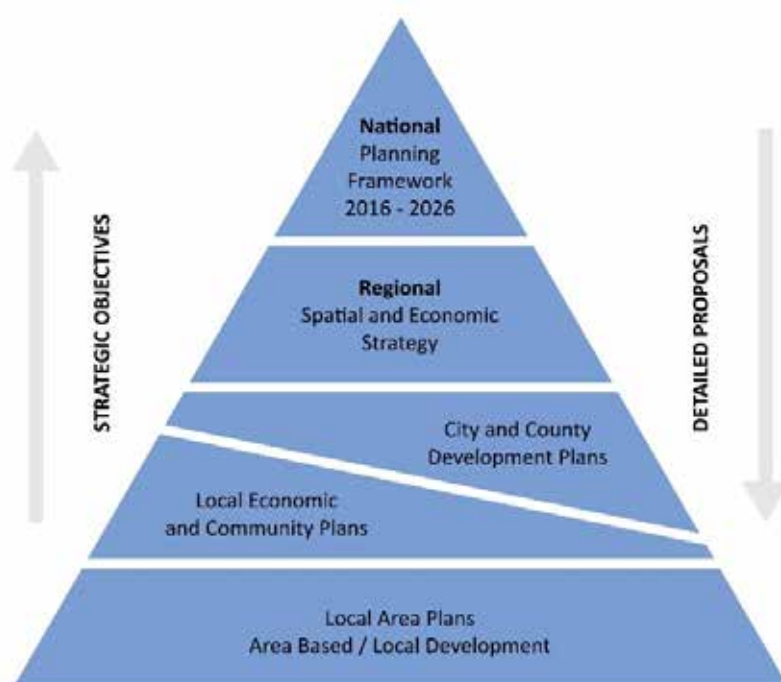 National
Planning
Framework
2016 - 2026
STRATEGIC OBJECTIVES
DETAILED PROPOSALS
Regional
Spatial and Economic
Strategy
City and County
Development Plans
Local Economic
and Community Plans
Local Area Plans
Area Based / Local Development